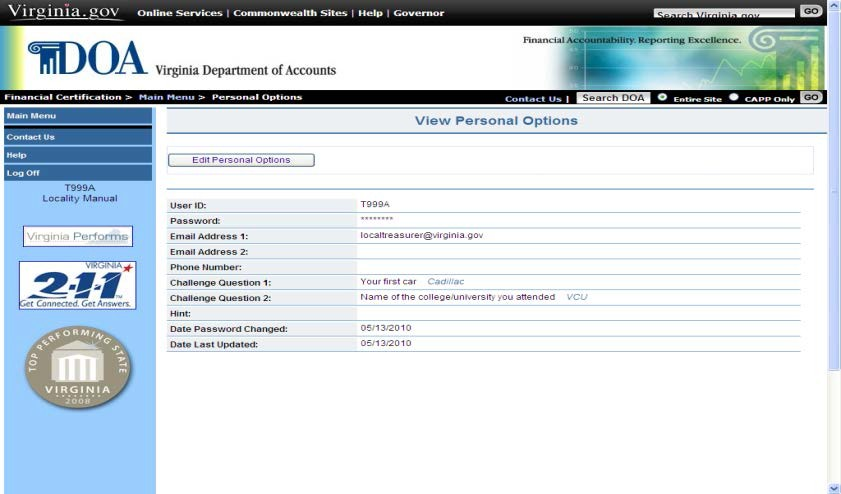 Virginia.gov Online Services | Commonwealth Sites | Help | Governor Search Virginia.gov GO
DOA Virginia Department of Accounts
Financial Accountability. Reporting Excellence.
Financial Certification > Main Menu > Personal Options Contact Us | Search DOA Entire Site CAPP Only GO
Main Menu
Contact Us
Help
Log Off
T999A
Locality Manual
Virginia Performs
VIRGINIA
2-1-1
Get Connected. Get Answers.
TOP PERFORMING STATE
VIRGINIA
2008
View Personal Options
Edit Personal Options
User ID: T999A
Password: ********
Email Address 1: localtreasurer@virginia.gov
Email Address 2:
Phone Number:
Challenge Question 1: Your first car Cadillac
Challenge Question 2: Name of the college/university you attended VCU
Hint:
Date Password Changed: 05/13/2010
Date Last Updated: 05/13/2010